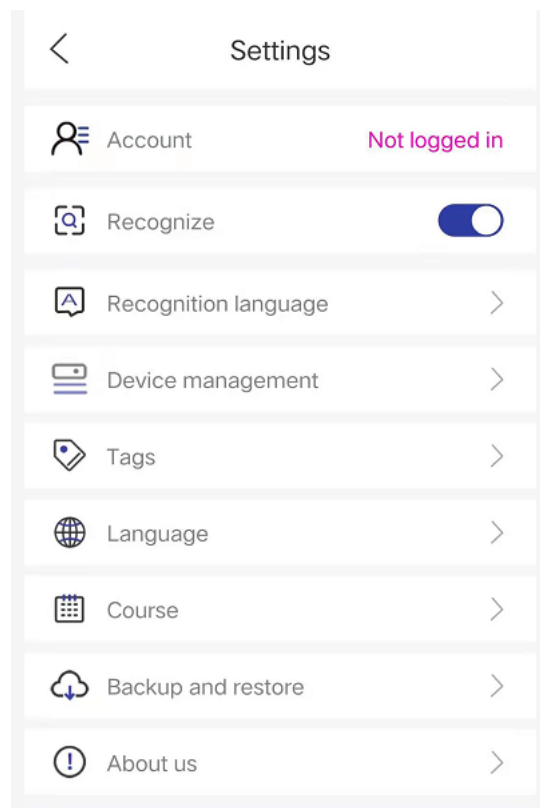 Settings
Account Not logged in
Recognize
Recognition language
Device management
Tags
Language
Course
Backup and restore
About us